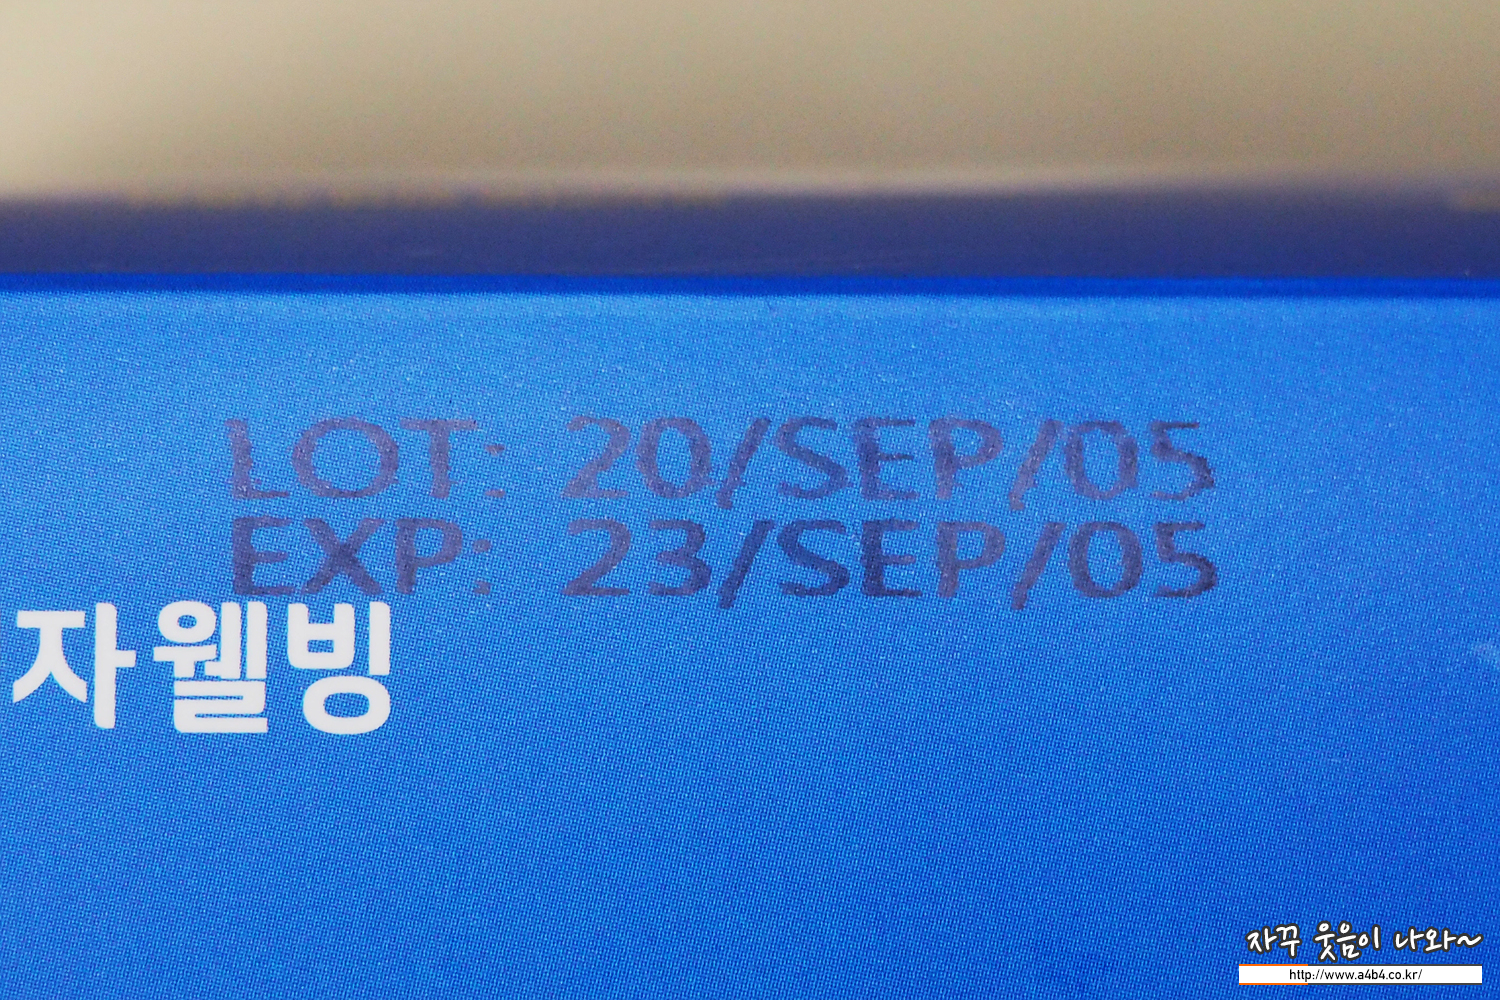 LOT: 20/SEP/05
EXP: 23/SEP/05
자웰빙
자꾸 웃음이 나와~
http://www.a4b4.co.kr/